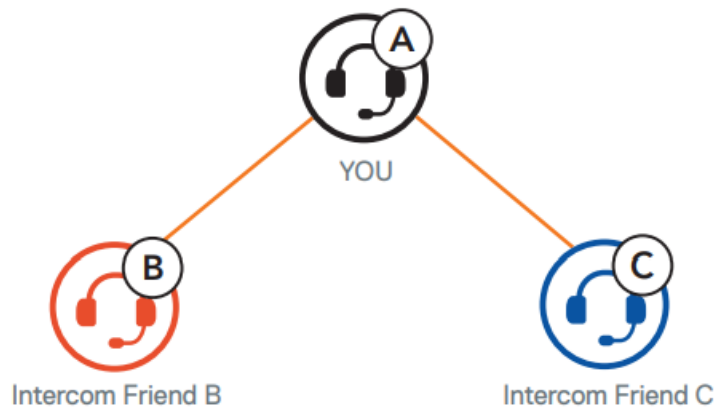 A
YOU
B
C
Intercom Friend B
Intercom Friend C